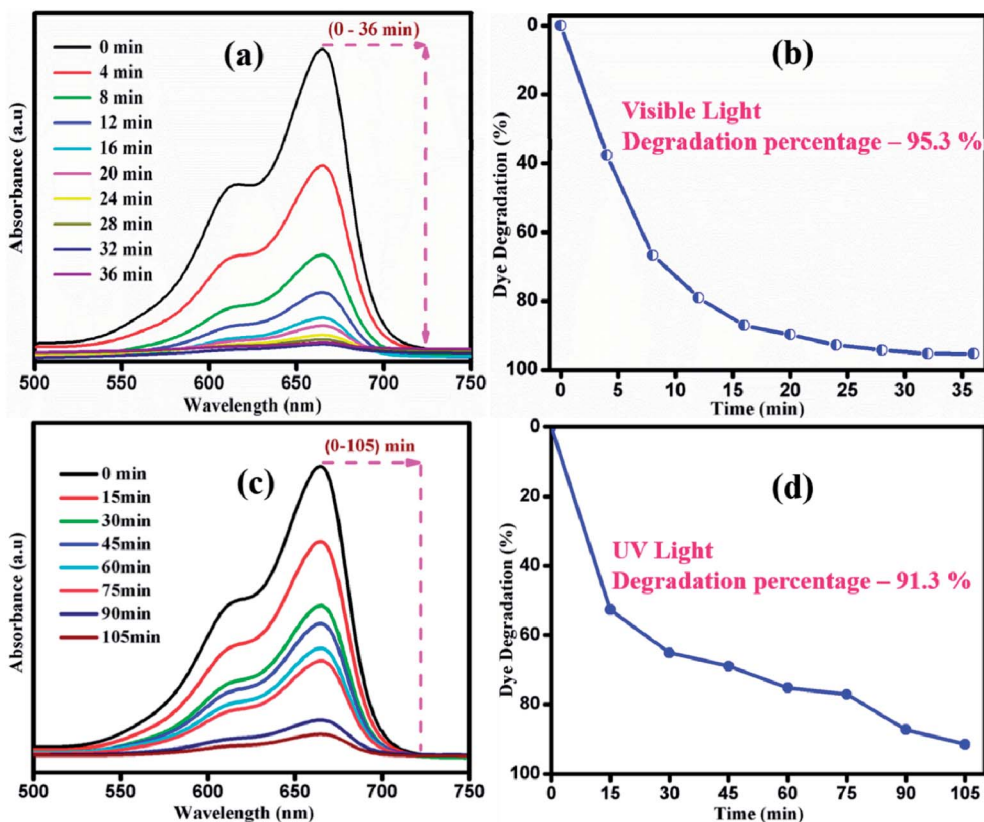 (a)
(0 - 36 min)
0 min
4 min
8 min
12 min
16 min
20 min
24 min
28 min
32 min
36 min
Absorbance (a.u)
500 550 600 650 700 750
Wavelength (nm)
(b)
Visible Light
Degradation percentage – 95.3 %
Dye Degradation (%)
0
20
40
60
80
100
0 5 10 15 20 25 30 35
Time (min)
(c)
(0-105) min
0 min
15min
30min
45min
60min
75min
90min
105min
Absorbance (a.u)
500 550 600 650 700 750
Wavelength (nm)
(d)
UV Light
Degradation percentage – 91.3 %
Dye Degradation (%)
0
20
40
60
80
100
0 15 30 45 60 75 90 105
Time (min)